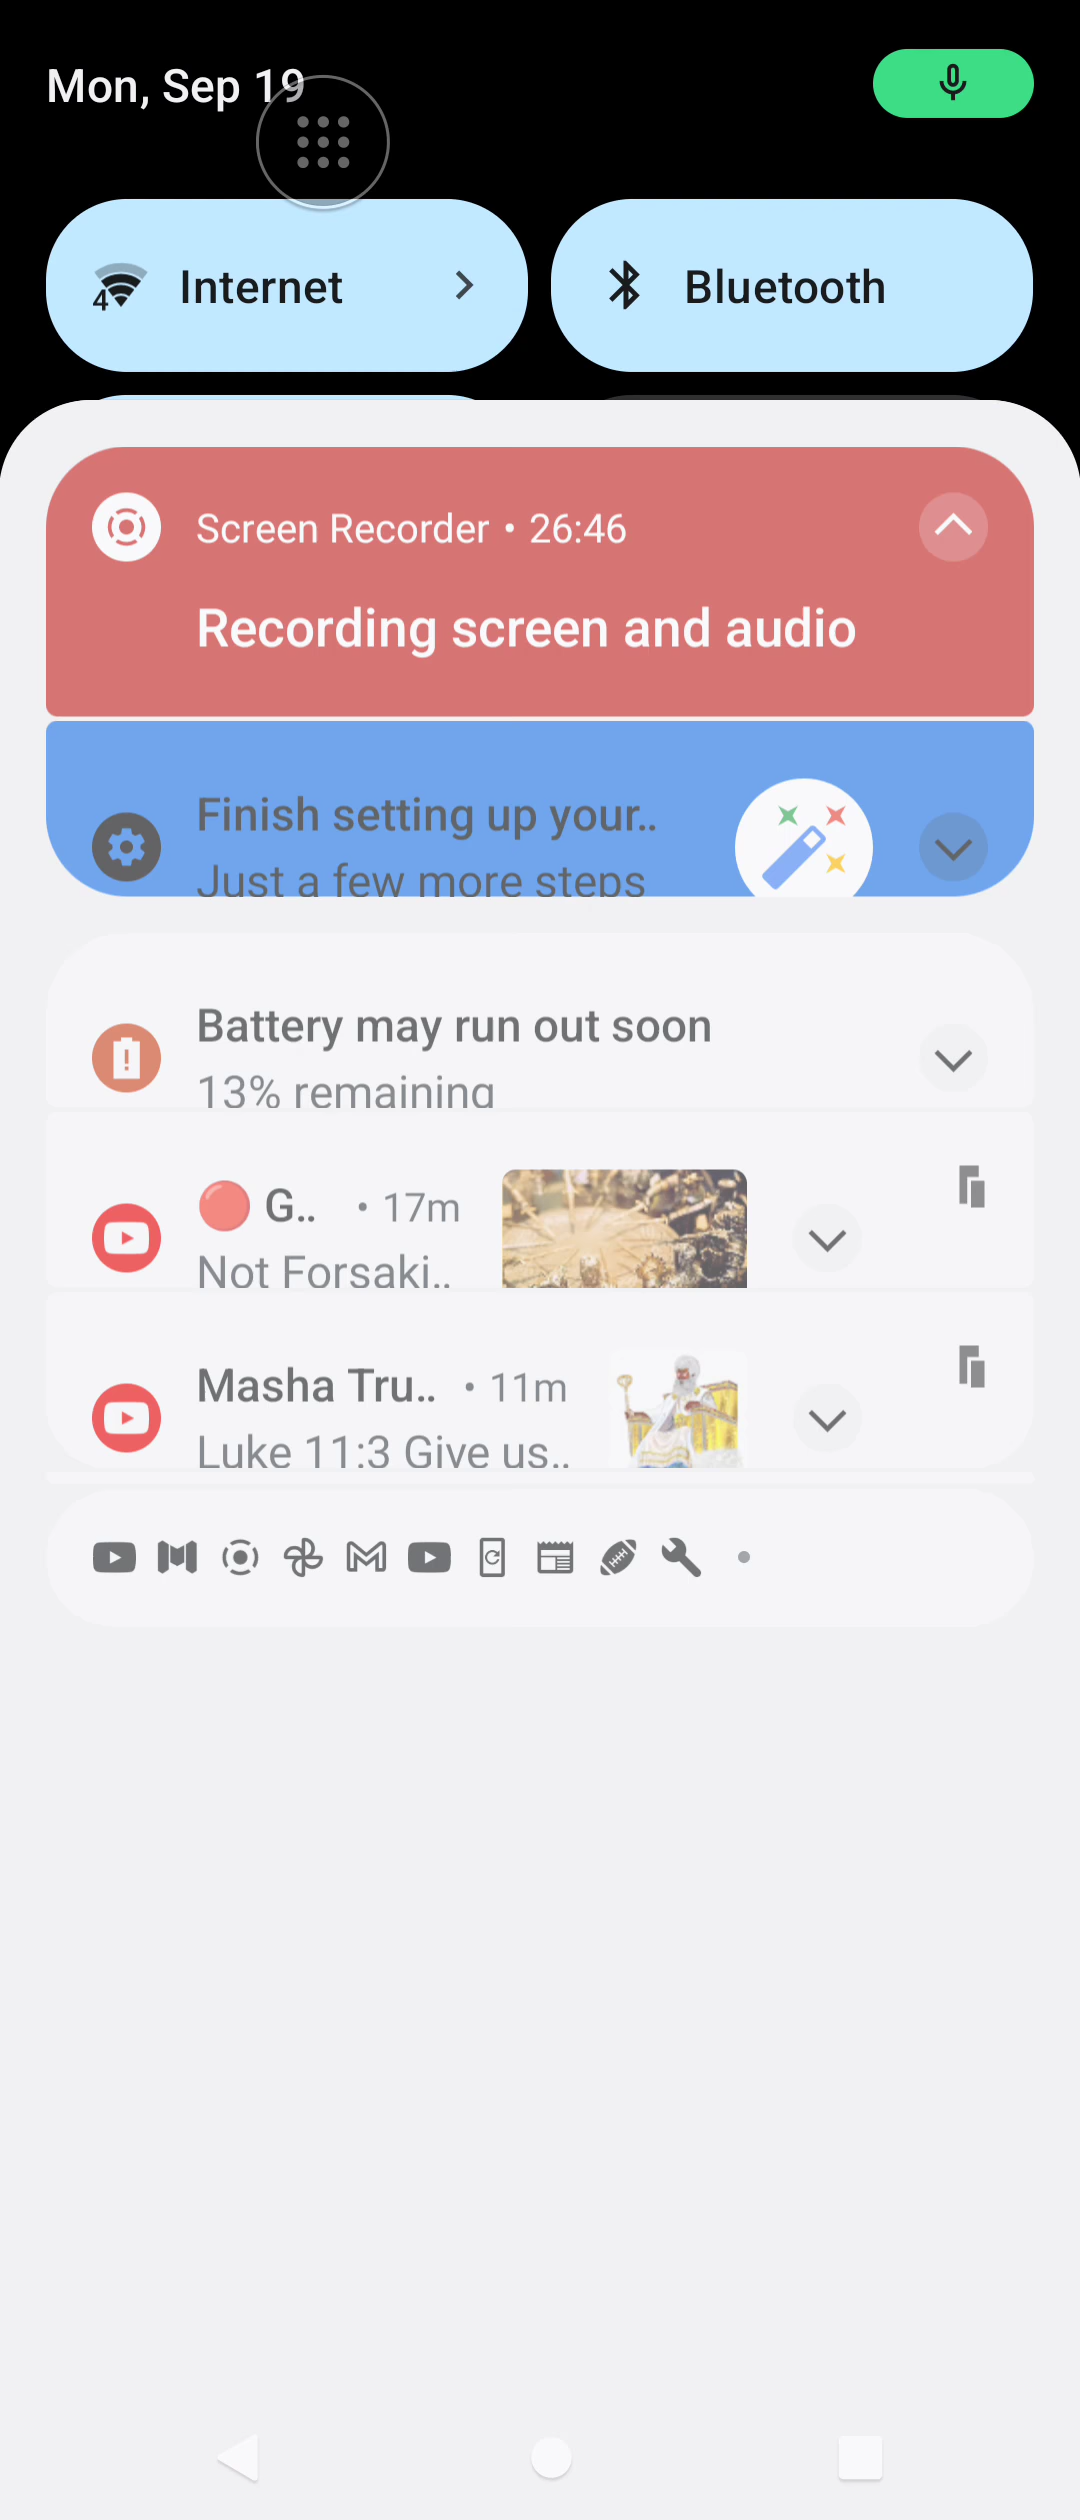 Mon, Sep 19
Internet
4
Bluetooth
Screen Recorder • 26:46
Recording screen and audio
Finish setting up your..
Just a few more steps
Battery may run out soon
13% remaining
🔴 G.. • 17m
Not Forsaki..
Masha Tru.. • 11m
Luke 11:3 Give us..